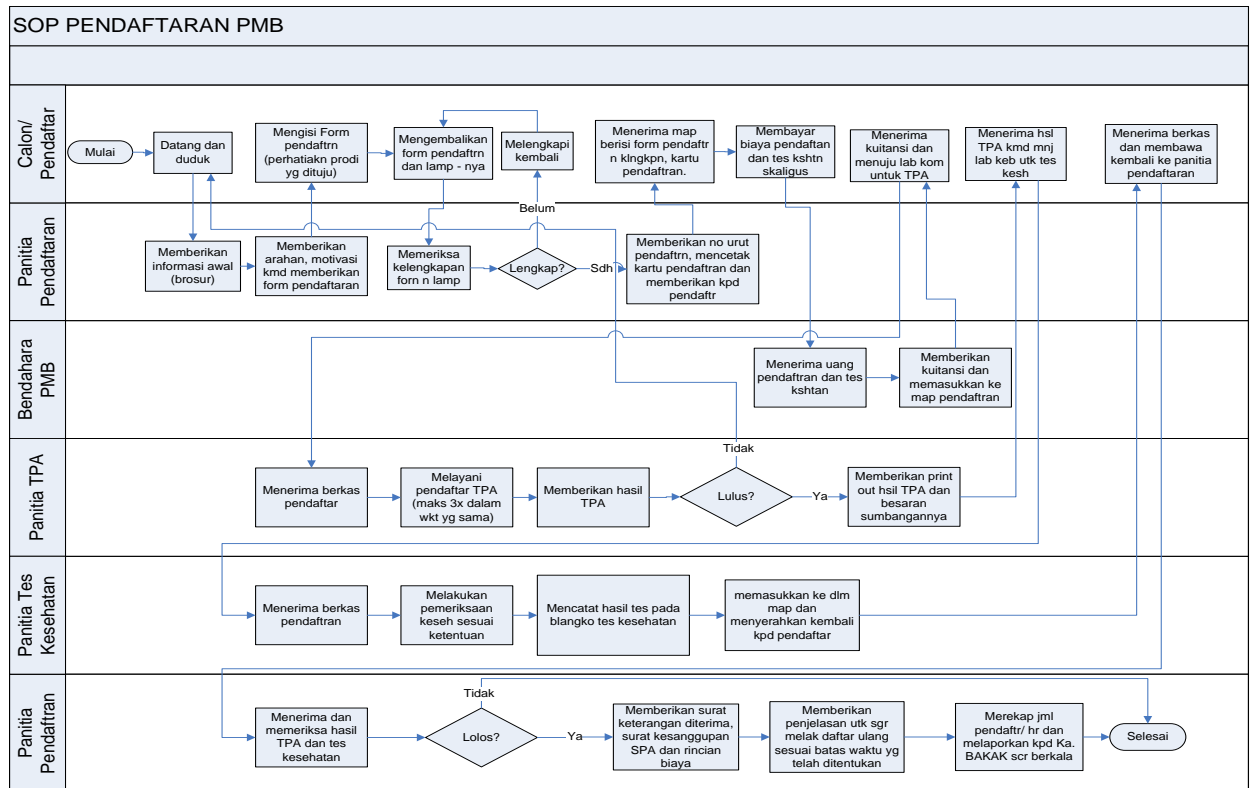 SOP PENDAFTARAN PMB
Calon/
Pendaftar
Mulai
Datang dan
duduk
Mengisi Form
pendaftrn
(perhatiakn prodi
yg dituju)
Mengembalikan
form pendaftrn
dan lamp - nya
Melengkapi
kembali
Menerima map
berisi form pendaftr
n klngkpn, kartu
pendaftran.
Membayar
biaya pendaftan
dan tes kshtn
skaligus
Menerima
kuitansi dan
menuju lab kom
untuk TPA
Menerima hsl
TPA kmd mnj
lab keb utk tes
kesh
Menerima berkas
dan membawa
kembali ke panitia
pendaftaran
Panitia
Pendaftaran
Memberikan
informasi awal
(brosur)
Memberikan
arahan, motivasi
kmd memberikan
form pendaftaran
Memeriksa
kelengkapan
forn n lamp
Lengkap?
Belum
Sdh
Memberikan no urut
pendaftrn, mencetak
kartu pendaftran dan
memberikan kpd
pendaftr
Bendahara
PMB
Menerima uang
pendaftran dan tes
kshtan
Memberikan
kuitansi dan
memasukkan ke
map pendaftran
Panitia TPA
Menerima berkas
pendaftar
Melayani
pendaftar TPA
(maks 3x dalam
wkt yg sama)
Memberikan hasil
TPA
Lulus?
Tidak
Ya
Memberikan print
out hsil TPA dan
besaran
sumbangannya
Panitia Tes
Kesehatan
Menerima berkas
pendaftran
Melakukan
pemeriksaan
keseh sesuai
ketentuan
Mencatat hasil tes pada
blangko tes kesehatan
memasukkan ke dlm
map dan
menyerahkan kembali
kpd pendaftar
Panitia
Pendaftran
Menerima dan
memeriksa hasil
TPA dan tes
kesehatan
Lolos?
Tidak
Ya
Memberikan surat
keterangan diterima,
surat kesanggupan
SPA dan rincian
biaya
Memberikan
penjelasan utk sgr
melak daftar ulang
sesuai batas waktu yg
telah ditentukan
Merekap jml
pendaftr/ hr dan
melaporkan kpd Ka.
BAKAK scr berkala
Selesai